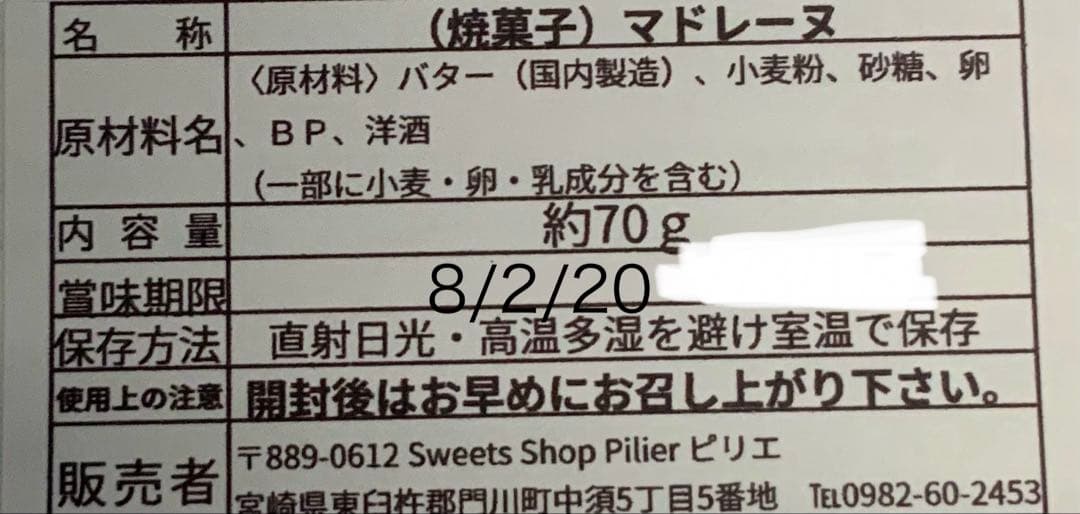 名 称 (焼菓子)マドレーヌ
原材料名 〈原材料〉バター(国内製造)、小麦粉、砂糖、卵
、BP、洋酒
(一部に小麦・卵・乳成分を含む)
内容量 約70g
賞味期限 8/2/20
保存方法 直射日光・高温多湿を避け室温で保存
使用上の注意 開封後はお早めにお召し上がり下さい。
販売者 〒889-0612 Sweets Shop Pilier ピリエ
宮崎県東臼杵郡門川町中須5丁目5番地 ℡0982-60-2453